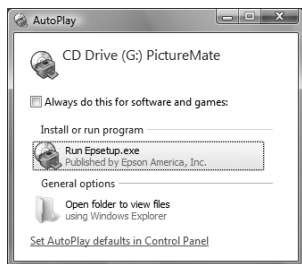 AutoPlay
CD Drive (G:) PictureMate
Always do this for software and games:
Install or run program
Run Epsetup.exe
Published by Epson America, Inc.
General options
Open folder to view files
using Windows Explorer
Set AutoPlay defaults in Control Panel